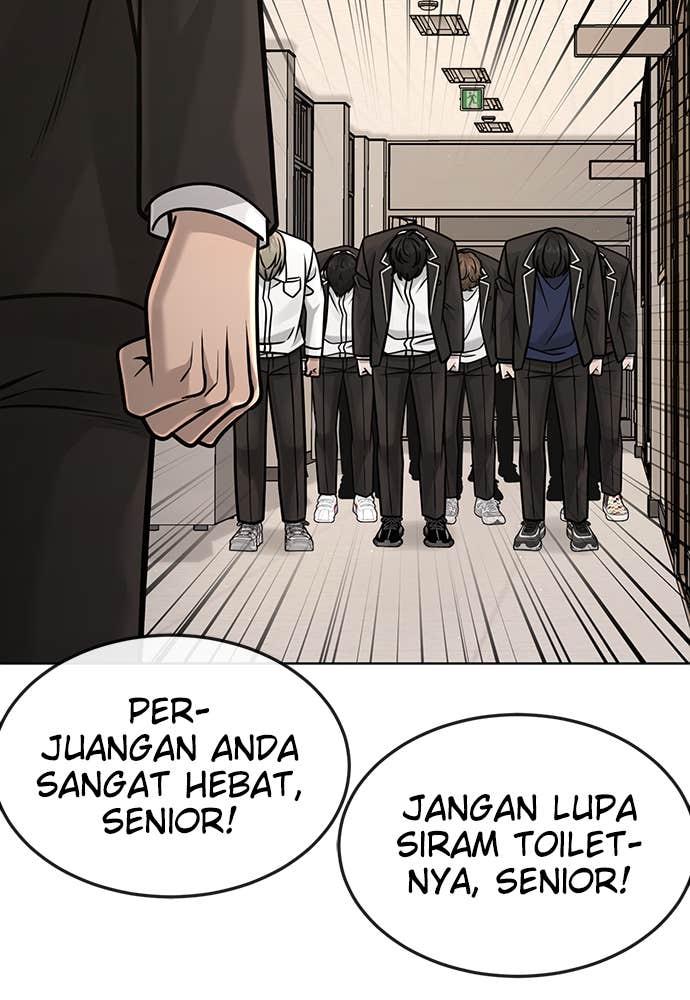 PER-
JUANGAN ANDA
SANGAT HEBAT,
SENIOR!
JANGAN LUPA
SIRAM TOILET-
NYA, SENIOR!